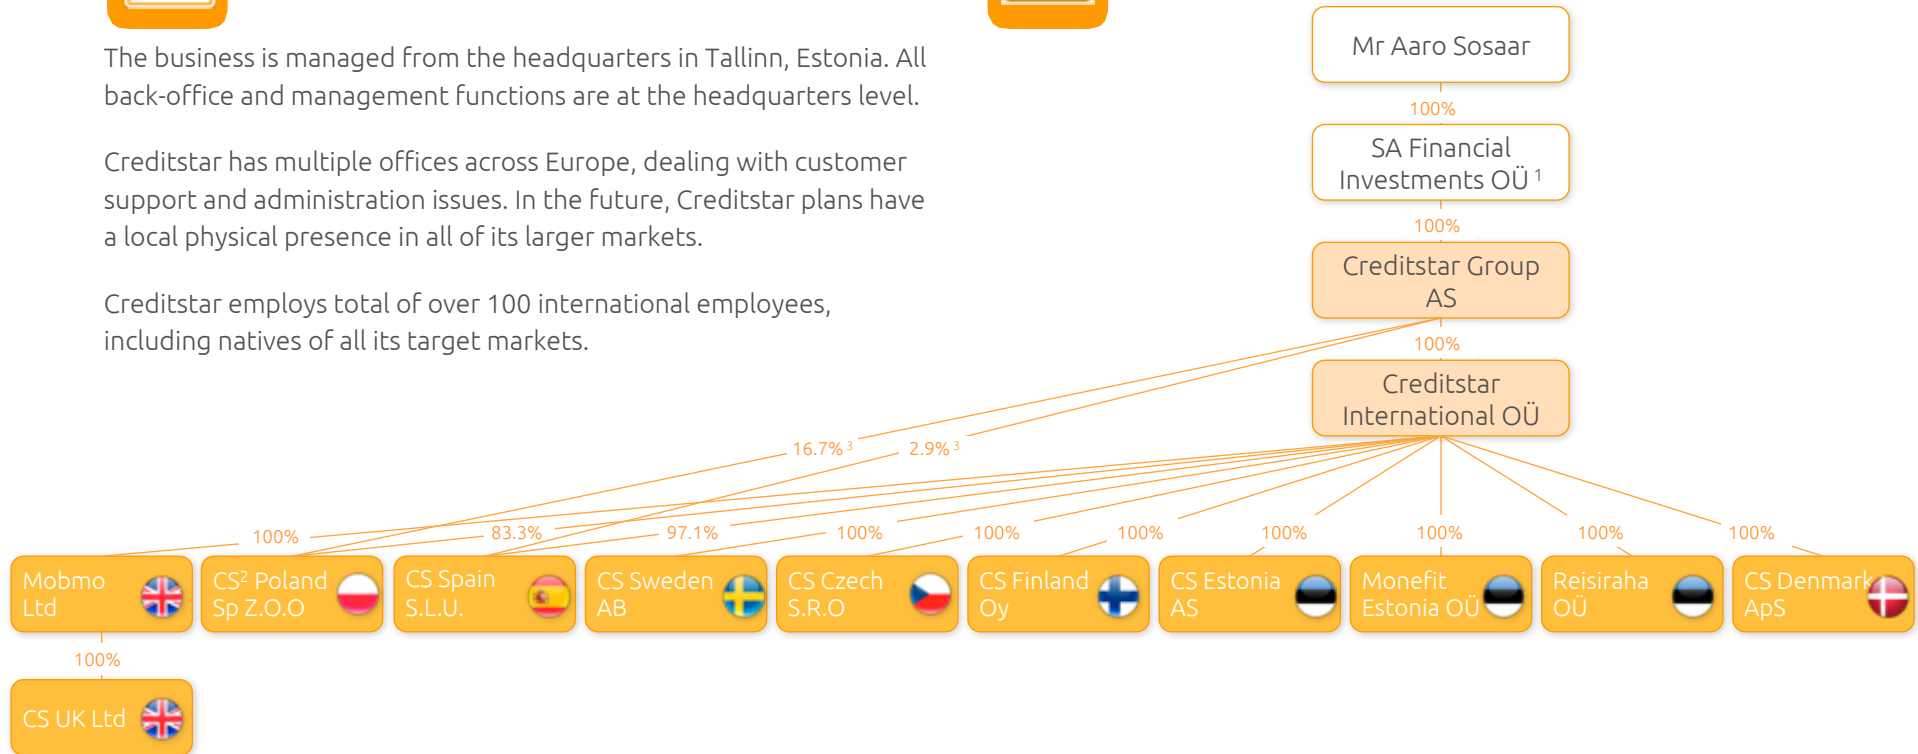 The business is managed from the headquarters in Tallinn, Estonia. All
back-office and management functions are at the headquarters level.
Creditstar has multiple offices across Europe, dealing with customer
support and administration issues. In the future, Creditstar plans have
a local physical presence in all of its larger markets.
Creditstar employs total of over 100 international employees,
including natives of all its target markets.
Mr Aaro Sosaar
100%
SA Financial
Investments OÜ 1
100%
Creditstar Group
AS
100%
Creditstar
International OÜ
16.7% 3
2.9% 3
100%
83.3%
97.1%
100%
100%
100%
100%
100%
100%
100%
Mobmo
Ltd
CS2 Poland
Sp Z.O.O
CS Spain
S.L.U.
CS Sweden
AB
CS Czech
S.R.O
CS Finland
Oy
CS Estonia
AS
Monefit
Estonia OÜ
Reisiraha
OÜ
CS Denmark
ApS
100%
CS UK Ltd